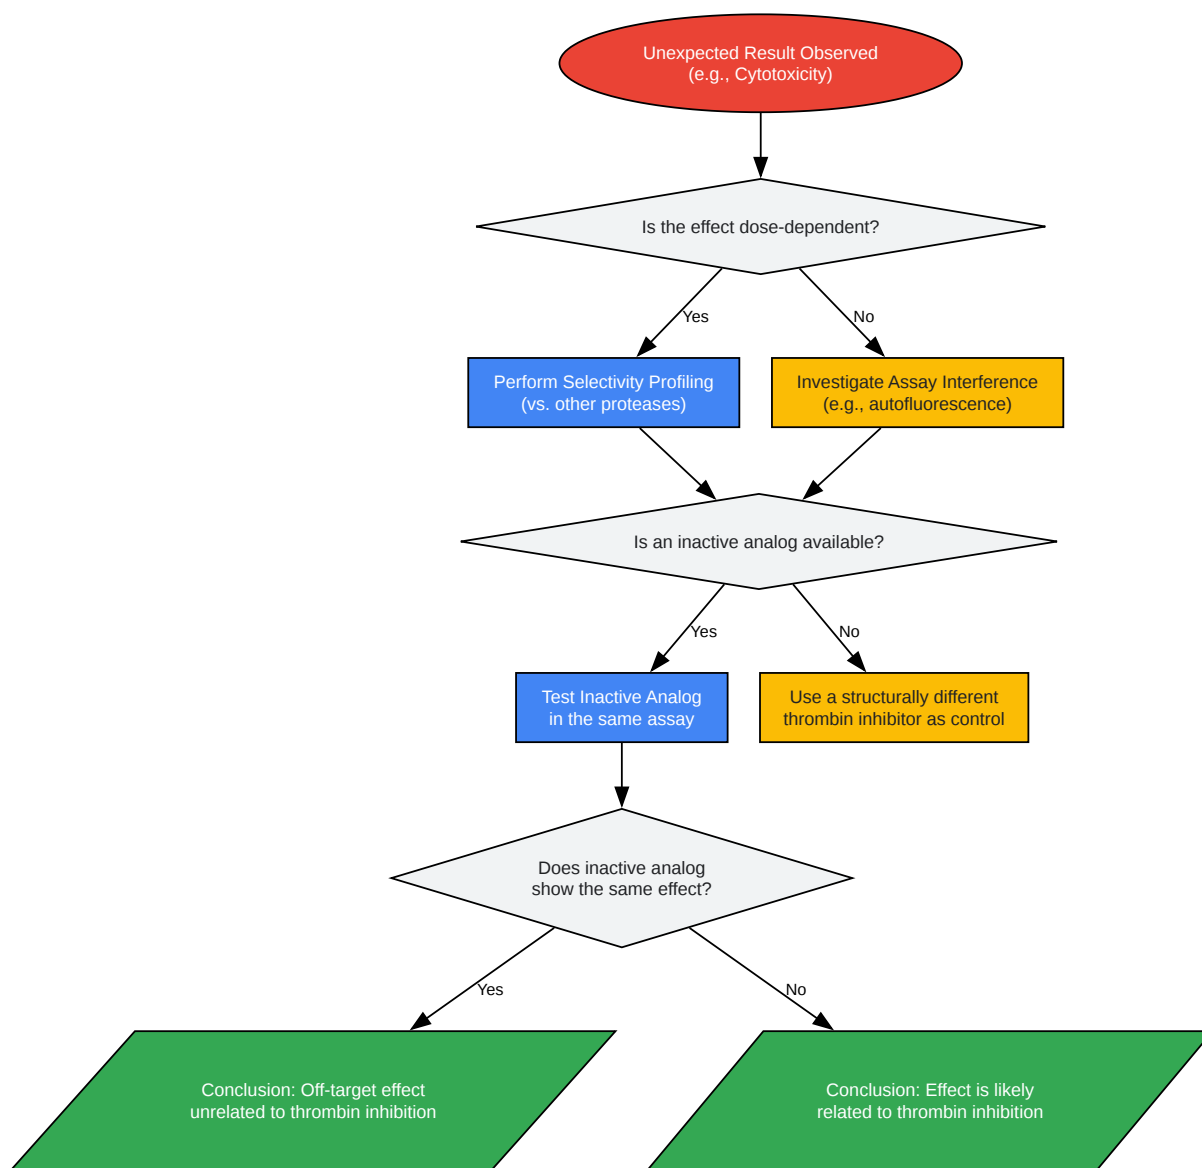 Unexpected Result Observed
(e.g., Cytotoxicity)
Is the effect dose-dependent?
Yes
No
Perform Selectivity Profiling
(vs. other proteases)
Investigate Assay Interference
(e.g., autofluorescence)
Is an inactive analog available?
Yes
No
Test Inactive Analog
in the same assay
Use a structurally different
thrombin inhibitor as control
Does inactive analog
show the same effect?
Yes
No
Conclusion: Off-target effect
unrelated to thrombin inhibition
Conclusion: Effect is likely
related to thrombin inhibition